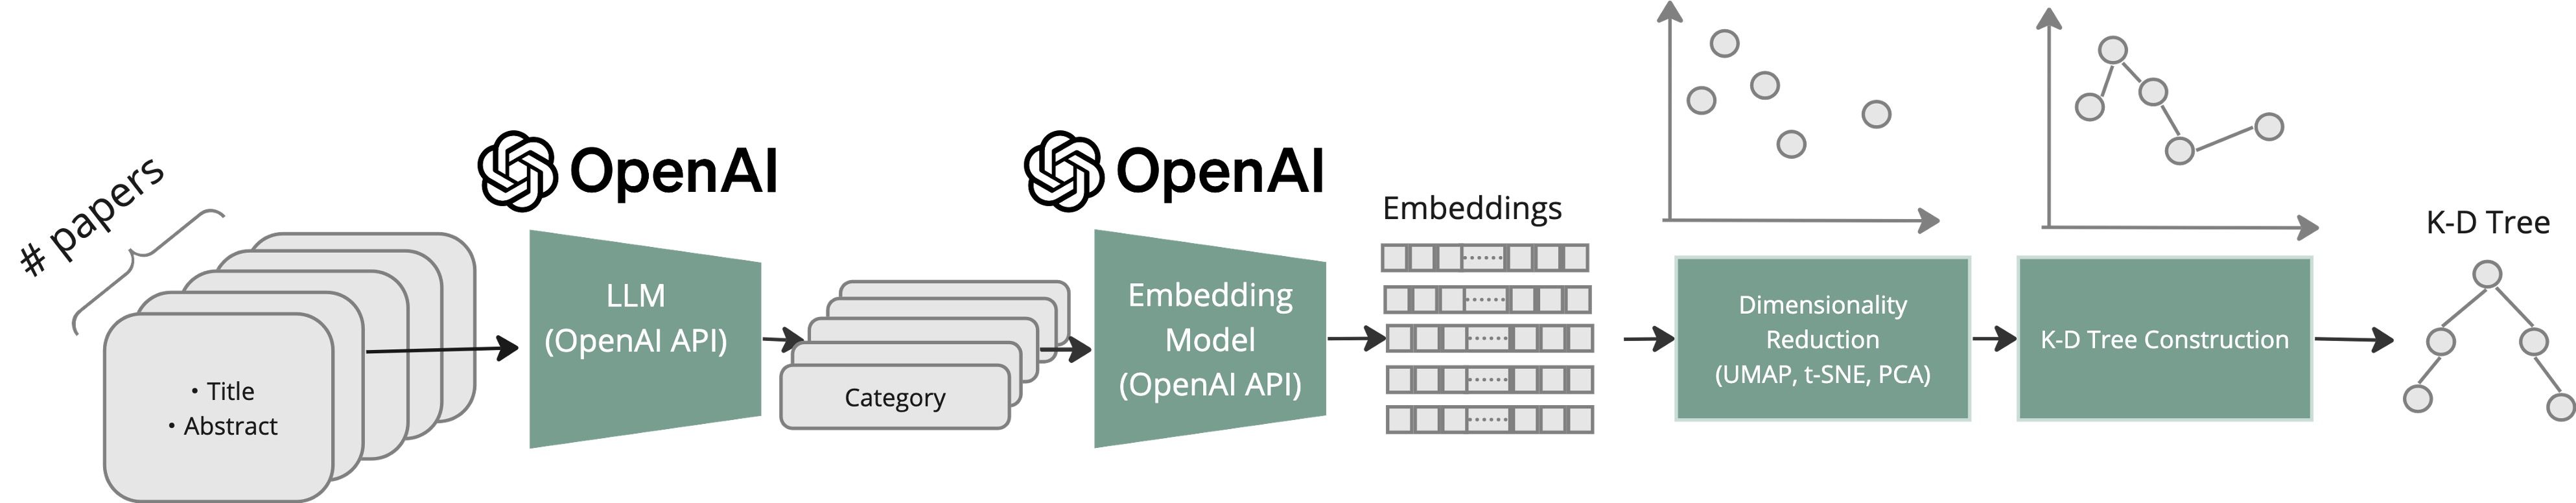 # papers
• Title
• Abstract
OpenAI
LLM
(OpenAI API)
Category
OpenAI
Embedding
Model
(OpenAI API)
Embeddings
Dimensionality
Reduction
(UMAP, t-SNE, PCA)
K-D Tree Construction
K-D Tree